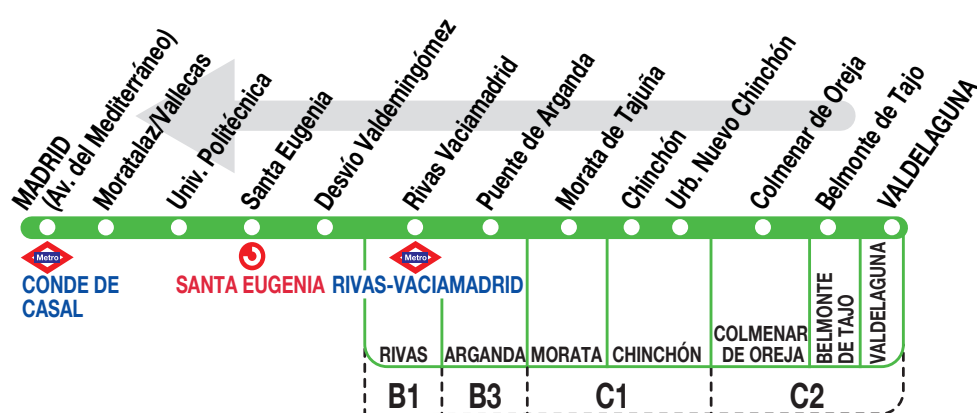 MADRID
(Av. del Mediterráneo)
Moratalaz/Vallecas
Univ. Politécnica
Santa Eugenia
Desvío Valdemingómez
Rivas Vaciamadrid
Puente de Arganda
Morata de Tajuña
Chinchón
Urb. Nuevo Chinchón
Colmenar de Oreja
Belmonte de Tajo
VALDELAGUNA
Metro
Metro
CONDE DE
CASAL
SANTA EUGENIA
RIVAS-VACIAMADRID
RIVAS
ARGANDA
MORATA
CHINCHÓN
COLMENAR
DE OREJA
BELMONTE
DE TAJO
VALDELAGUNA
B1
B3
C1
C2